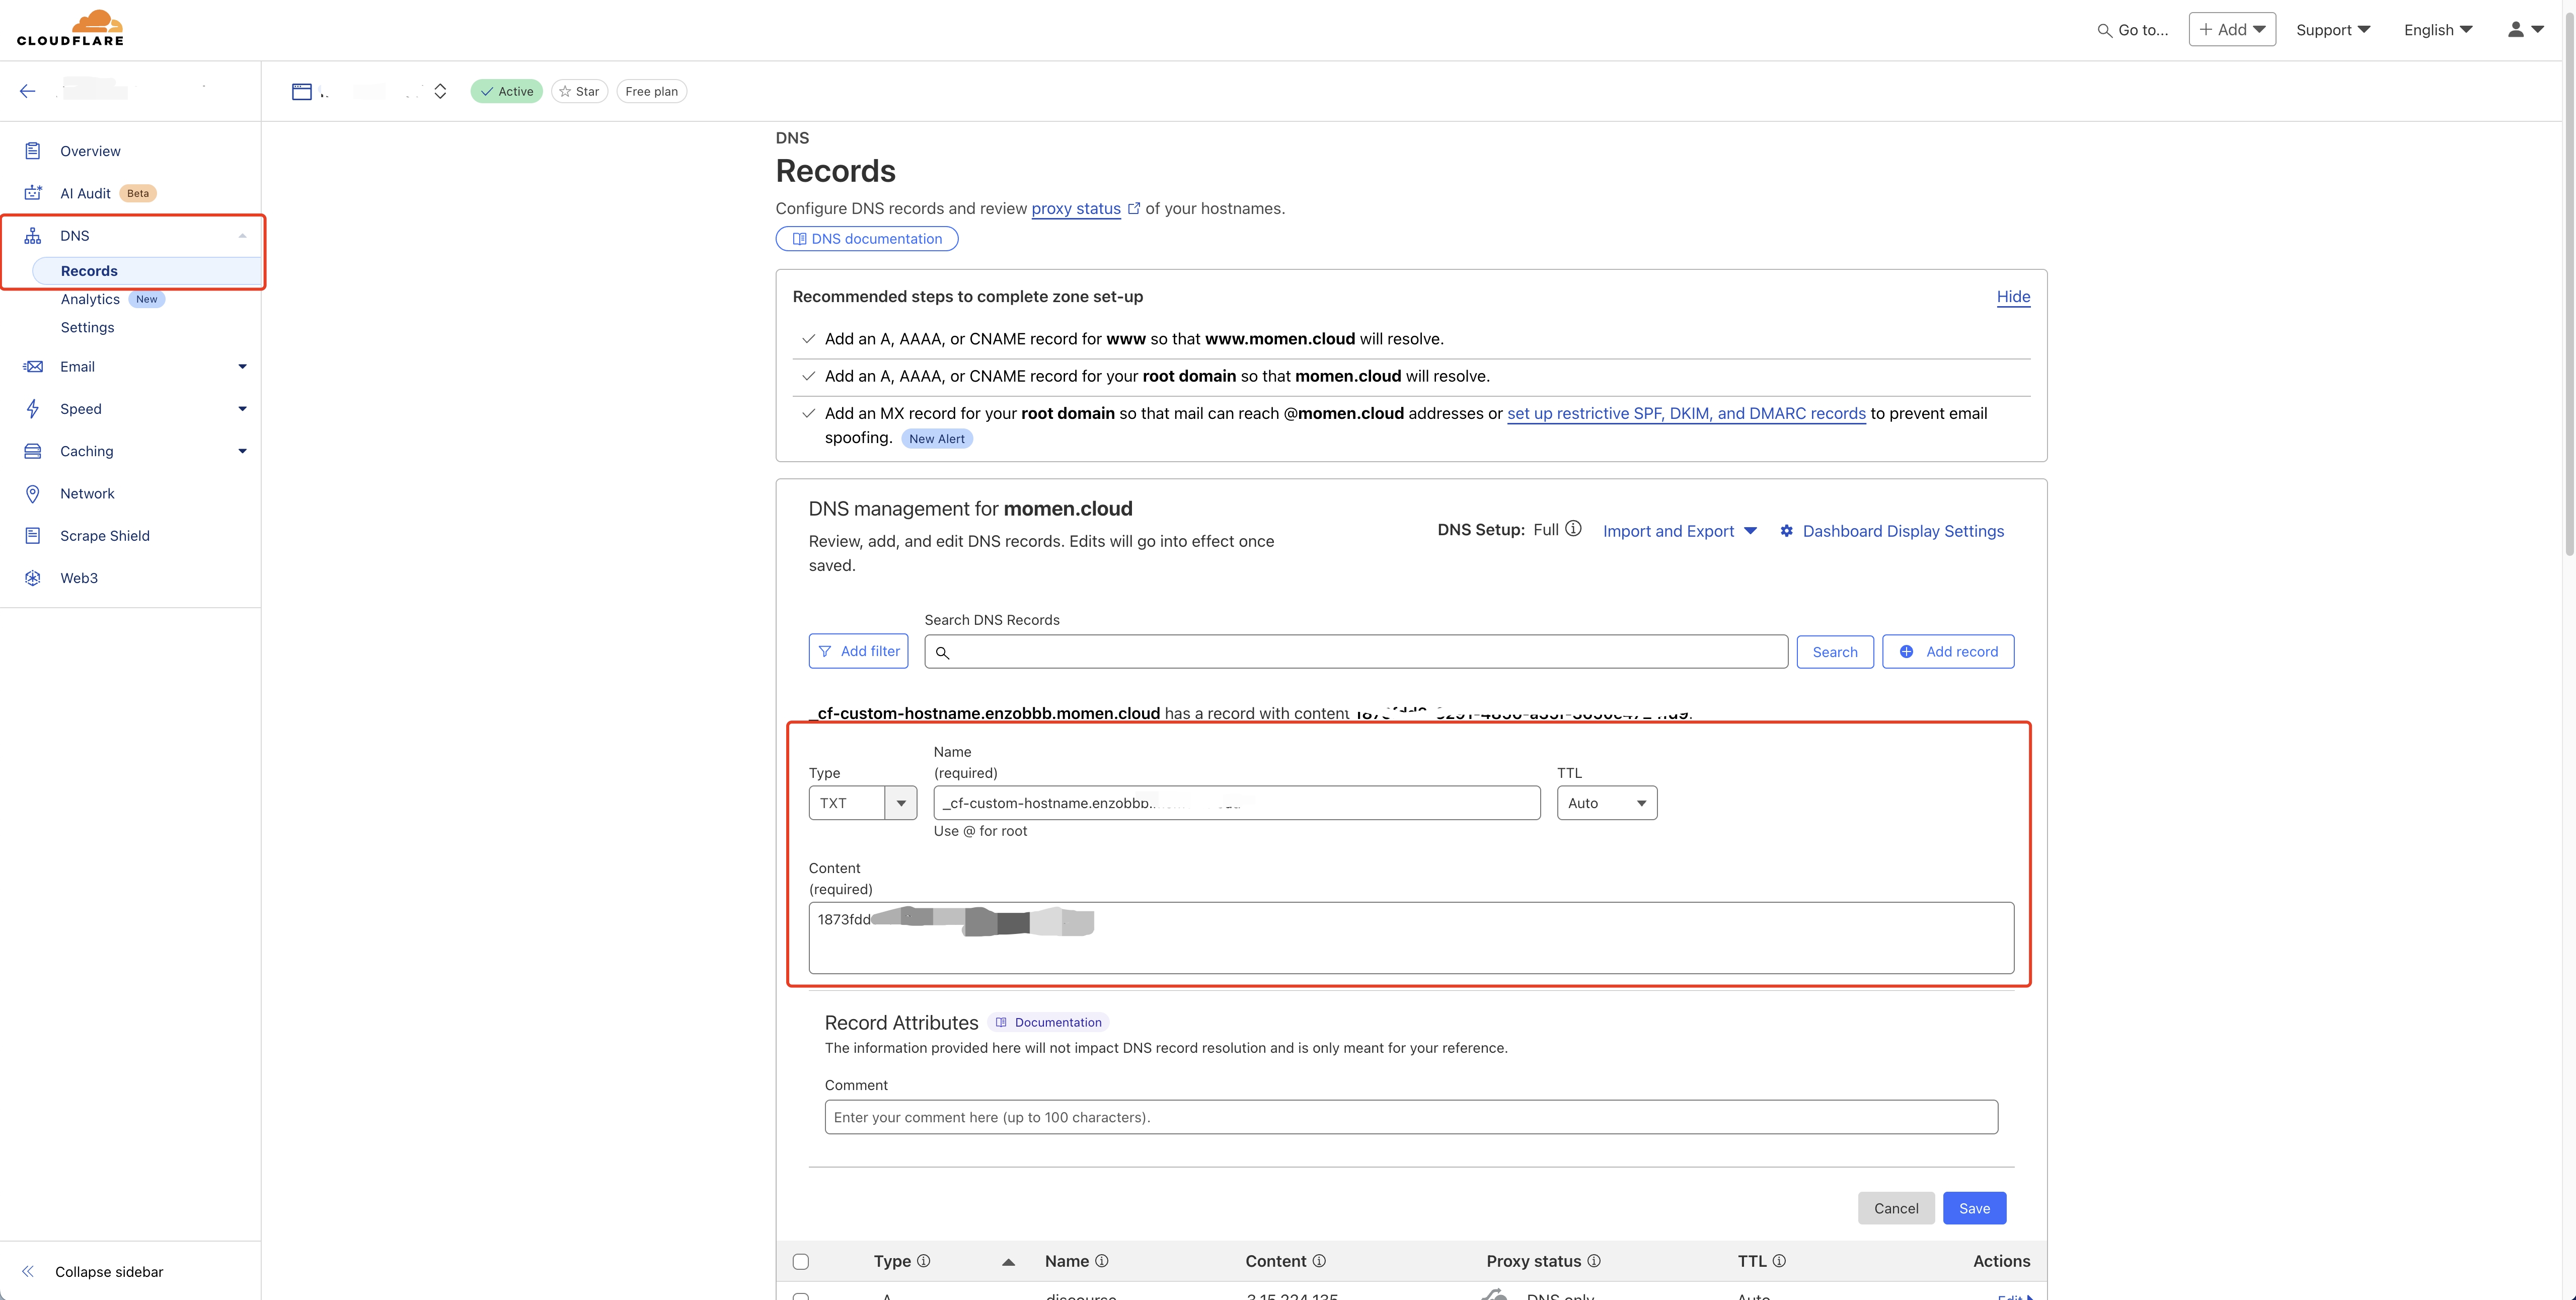 CLOUDFLARE
Go to...
Add
Support
English
Active
Star
Free plan
Overview
AI Audit Beta
DNS
Records
Analytics New
Settings
Email
Speed
Caching
Network
Scrape Shield
Web3
Collapse sidebar
DNS
Records
Configure DNS records and review proxy status of your hostnames.
DNS documentation
Recommended steps to complete zone set-up
Hide
Add an A, AAAA, or CNAME record for www so that www.momen.cloud will resolve.
Add an A, AAAA, or CNAME record for your root domain so that momen.cloud will resolve.
Add an MX record for your root domain so that mail can reach @momen.cloud addresses or set up restrictive SPF, DKIM, and DMARC records to prevent email
spoofing. New Alert
DNS management for momen.cloud
Review, add, and edit DNS records. Edits will go into effect once
saved.
DNS Setup: Full
Import and Export
Dashboard Display Settings
Search DNS Records
Add filter
Search
Add record
_cf-custom-hostname.enzobbb.momen.cloud has a record with content
Type
Name
(required)
TTL
TXT
_cf-custom-hostname.enzobbb.
Auto
Use @ for root
Content
(required)
1873fdd
Record Attributes
Documentation
The information provided here will not impact DNS record resolution and is only meant for your reference.
Comment
Enter your comment here (up to 100 characters).
Cancel
Save
Type Name Content Proxy status TTL Actions
A discourse 3.15.224.135 DNS only Auto Edit